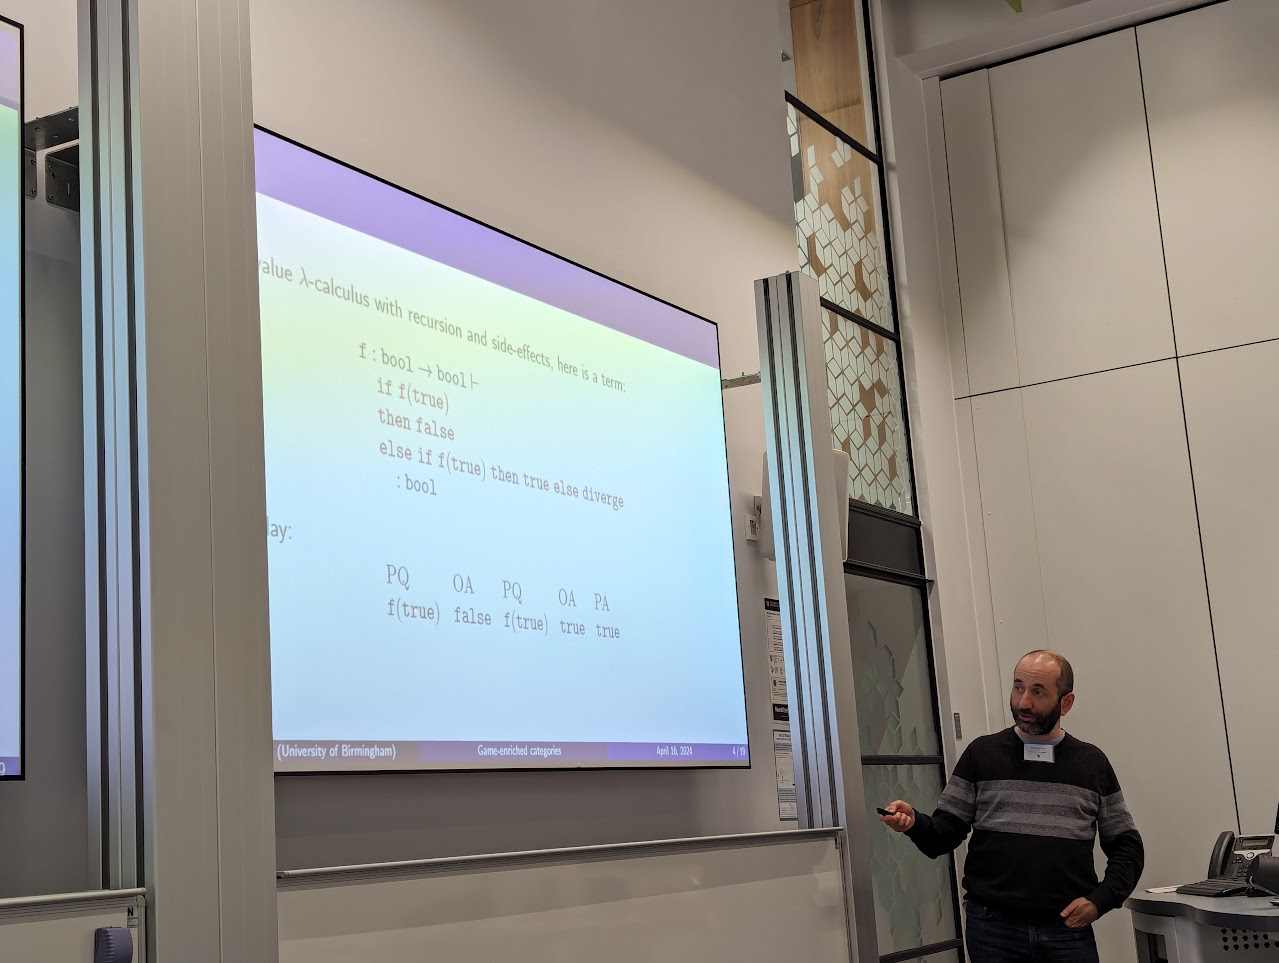 value λ-calculus with recursion and side-effects, here is a term:
f : bool → bool ⊢
if f(true)
then false
else if f(true) then true else diverge
: bool
lay:
PQ OA PQ OA PA
f(true) false f(true) true true
(University of Birmingham) Game-enriched categories April 16, 2024 4 / 19
N